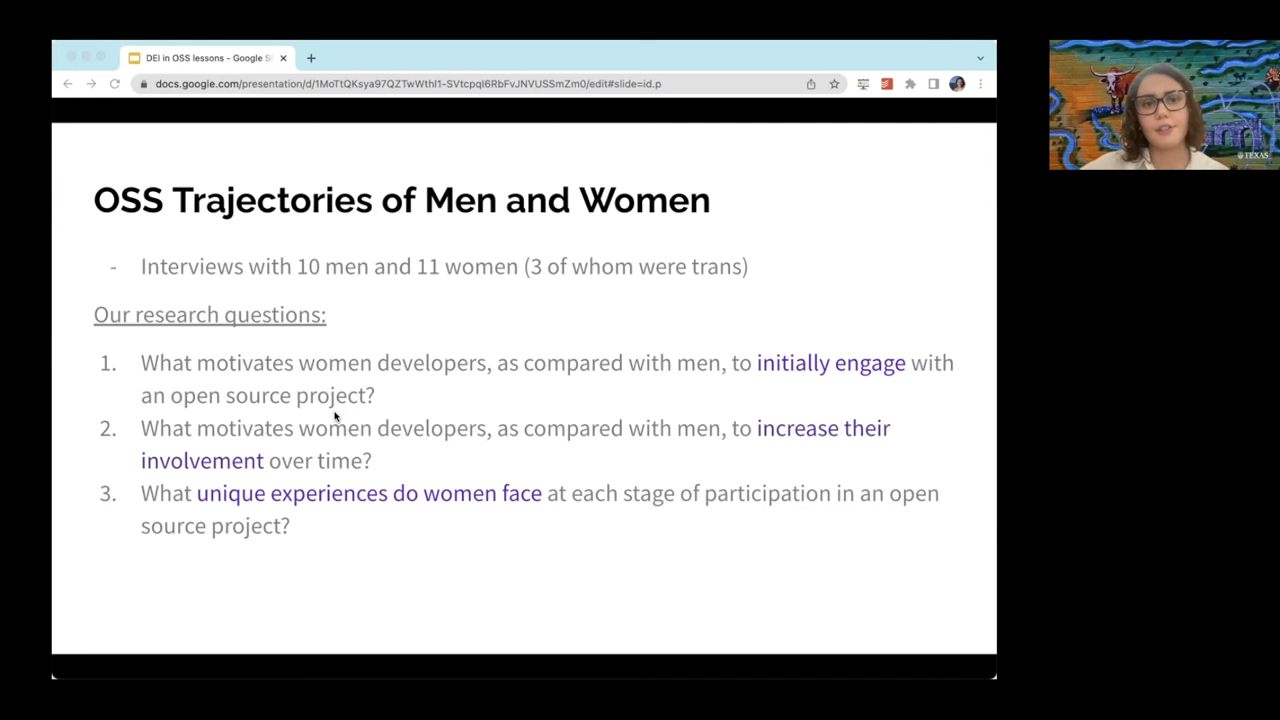 DEI in OSS lessons - Google S
docs.google.com/presentation/d/1MoTtQKsya97QZTwWthl1-SVtcpqI6RbFvJNVUSSmZm0/edit#slide=id.p
OSS Trajectories of Men and Women
- Interviews with 10 men and 11 women (3 of whom were trans)
Our research questions:
1. What motivates women developers, as compared with men, to initially engage with
an open source project?
2. What motivates women developers, as compared with men, to increase their
involvement over time?
3. What unique experiences do women face at each stage of participation in an open
source project?
TEXAS